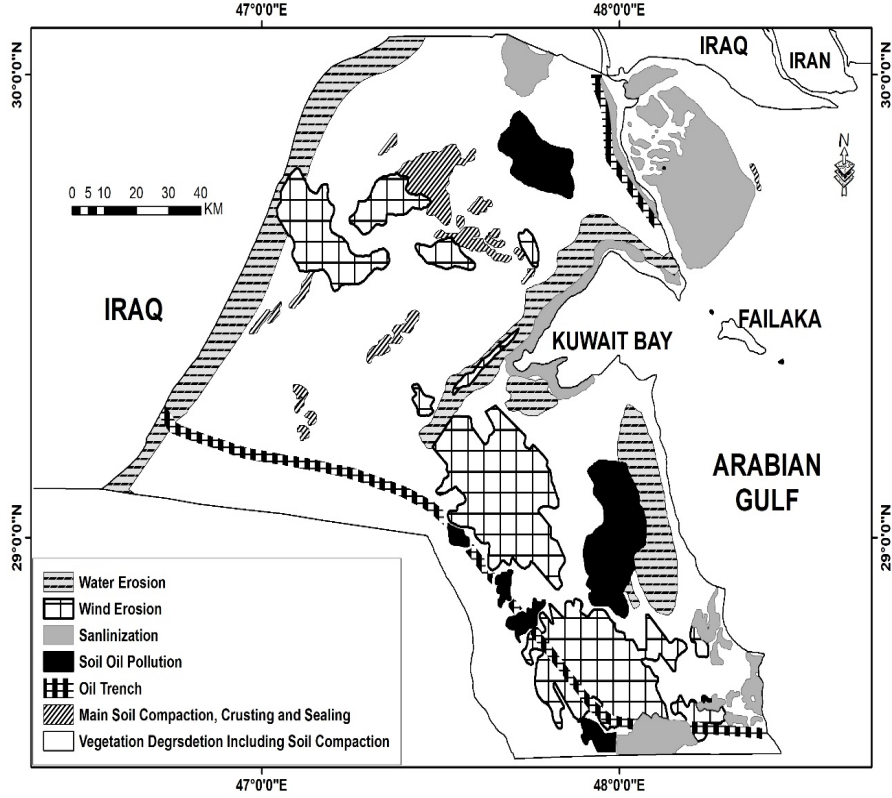 47°0'0"E 48°0'0"E
IRAQ
IRAN
30°0'0"N 30°0'0"N
N
0 5 10 20 30 40
KM
IRAQ
FAILAKA
KUWAIT BAY
ARABIAN
GULF
29°0'0"N 29°0'0"N
Water Erosion
Wind Erosion
Sanlinization
Soil Oil Pollution
Oil Trench
Main Soil Compaction, Crusting and Sealing
Vegetation Degrsdetion Including Soil Compaction
47°0'0"E 48°0'0"E